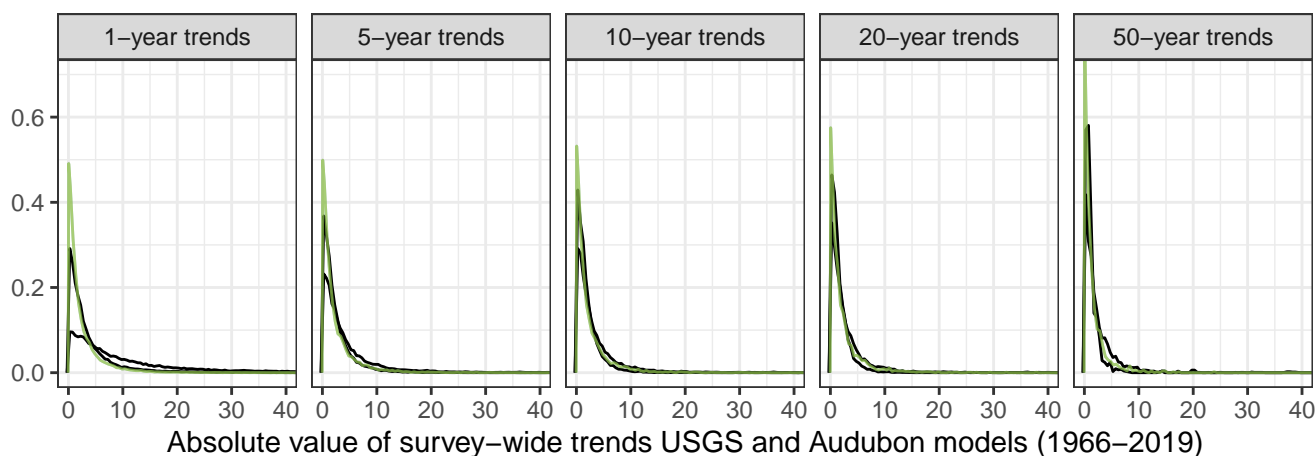 1−year trends
5−year trends
10−year trends
20−year trends
50−year trends
0.6
0.4
0.2
0.0
0 10 20 30 40
0 10 20 30 40
0 10 20 30 40
0 10 20 30 40
0 10 20 30 40
Absolute value of survey−wide trends USGS and Audubon models (1966−2019)